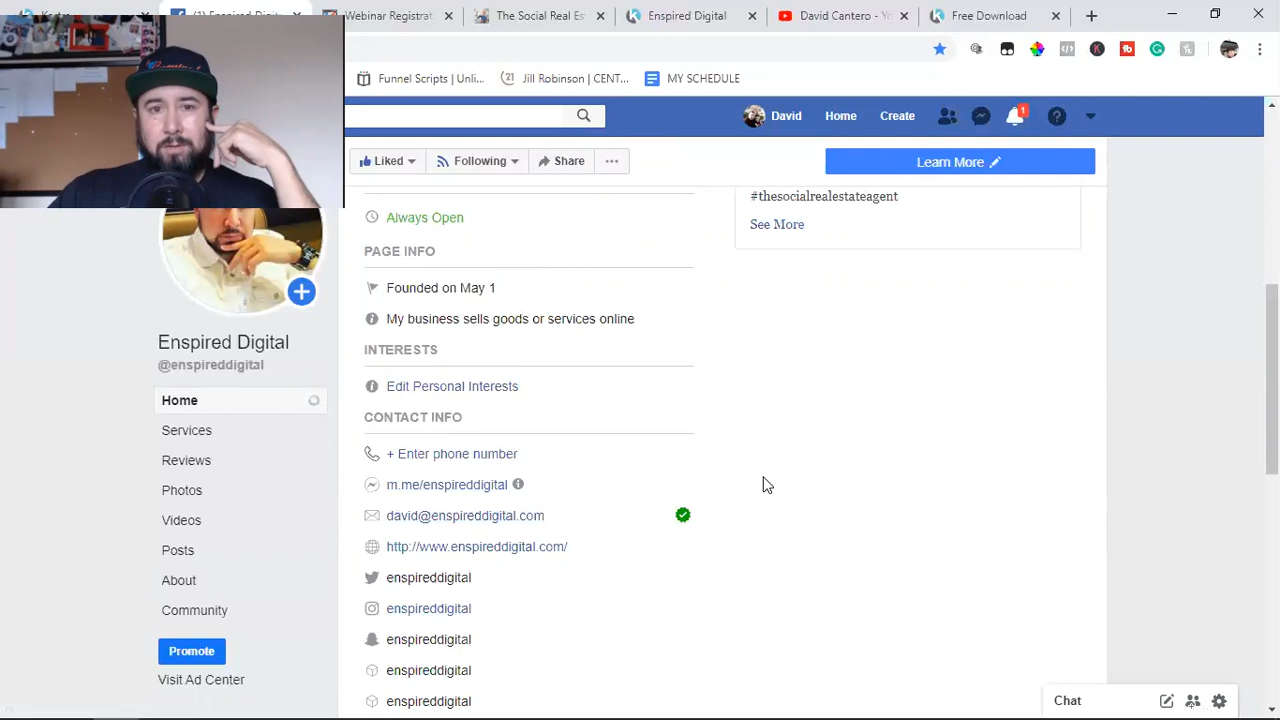 (1) Enspired Digit
Webinar Registrat
The Social Real E
Enspired Digital
David Cantero - Yo
Free Download
Funnel Scripts | Unli...
Jill Robinson | CENT...
MY SCHEDULE
David Home Create 1
Liked Following Share ... Learn More
#thesocialrealestateagent
See More
Always Open
PAGE INFO
Founded on May 1
My business sells goods or services online
INTERESTS
Edit Personal Interests
CONTACT INFO
+ Enter phone number
m.me/enspireddigital
david@enspireddigital.com
http://www.enspireddigital.com/
enspireddigital
enspireddigital
enspireddigital
enspireddigital
enspireddigital
Enspired Digital
@enspireddigital
Home
Services
Reviews
Photos
Videos
Posts
About
Community
Promote
Visit Ad Center
Chat